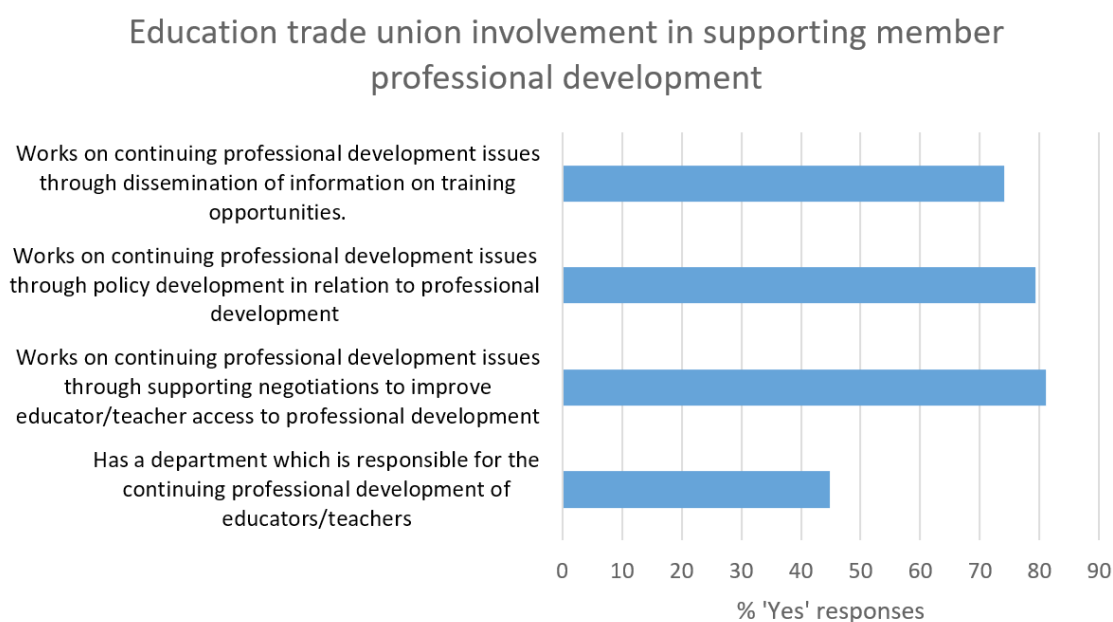 Education trade union involvement in supporting member
professional development
Works on continuing professional development issues
through dissemination of information on training
opportunities.
Works on continuing professional development issues
through policy development in relation to professional
development
Works on continuing professional development issues
through supporting negotiations to improve
educator/teacher access to professional development
Has a department which is responsible for the
continuing professional development of
educators/teachers
0 10 20 30 40 50 60 70 80 90
% 'Yes' responses